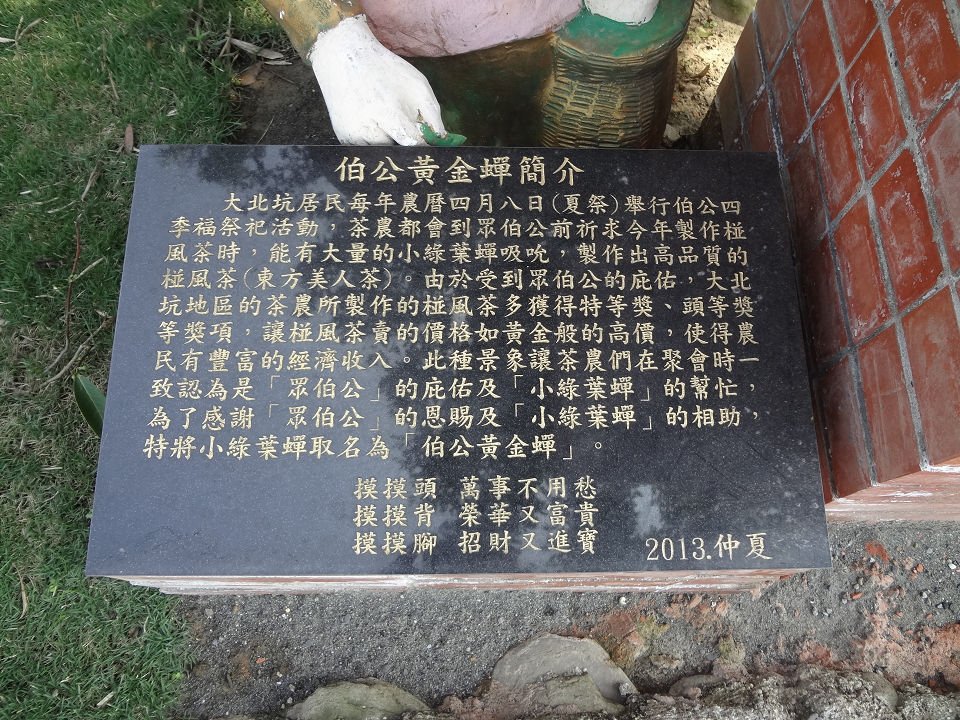 伯公黃金蟬簡介
大北坑居民每年農曆四月八日(夏祭)舉行伯公四
季福祭祀活動，茶農都會到眾伯公前祈求今年製作椪
風茶時，能有大量的小綠葉蟬吸吮，製作出高品質的
椪風茶(東方美人茶)。由於受到眾伯公的庇佑，大北
坑地區的茶農所製作的椪風茶多獲得特等獎、頭等獎
等獎項，讓椪風茶賣的價格如黃金般的高價，使得農
民有豐富的經濟收入。此種景象讓茶農們在聚會時一
致認為是「眾伯公」的庇佑及「小綠葉蟬」的幫忙，
為了感謝「眾伯公」的恩賜及「小綠葉蟬」的相助，
特將小綠葉蟬取名為「伯公黃金蟬」。
摸摸頭 萬事不用愁
摸摸背 榮華又富貴
摸摸腳 招財又進寶
2013.仲夏